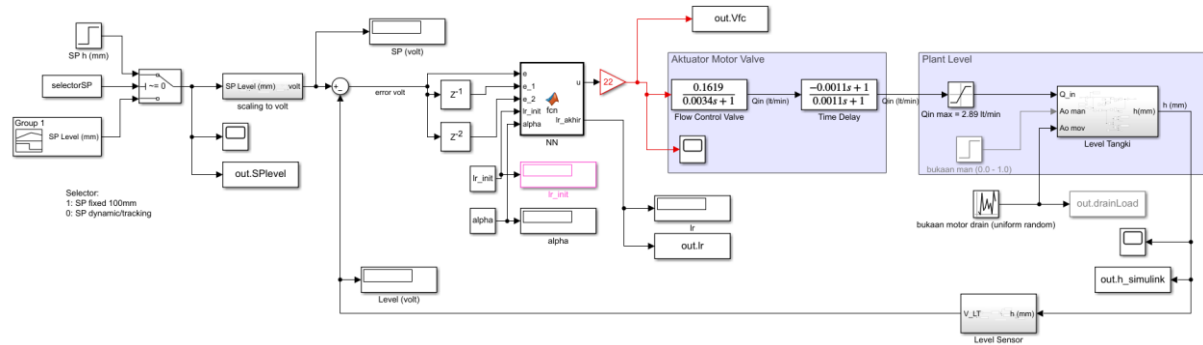 SP h (mm)
selectorSP
~= 0
Group 1
SP Level (mm)
SP Level (mm)
volt
scaling to volt
out.SPlevel
Selector:
1: SP fixed 100mm
0: SP dynamic/tracking
SP (volt)
error volt
Z-1
Z-2
e
e_1
e_2
lr_init
alpha
fcn
u
lr_akhir
NN
22
lr_init
lr_init
alpha
alpha
out.Vfc
lr
out.lr
Aktuator Motor Valve
0.1619
0.0034s + 1
Flow Control Valve
Qin (lt/min)
−0.0011s + 1
0.0011s + 1
Time Delay
Qin (lt/min)
Plant Level
Qin max = 2.89 lt/min
bukaan man (0.0 - 1.0)
Q_in
Ao man
Ao mov
h(mm)
Level Tangki
h (mm)
bukaan motor drain (uniform random)
out.drainLoad
out.h_simulink
Level (volt)
V_LT
h (mm)
Level Sensor